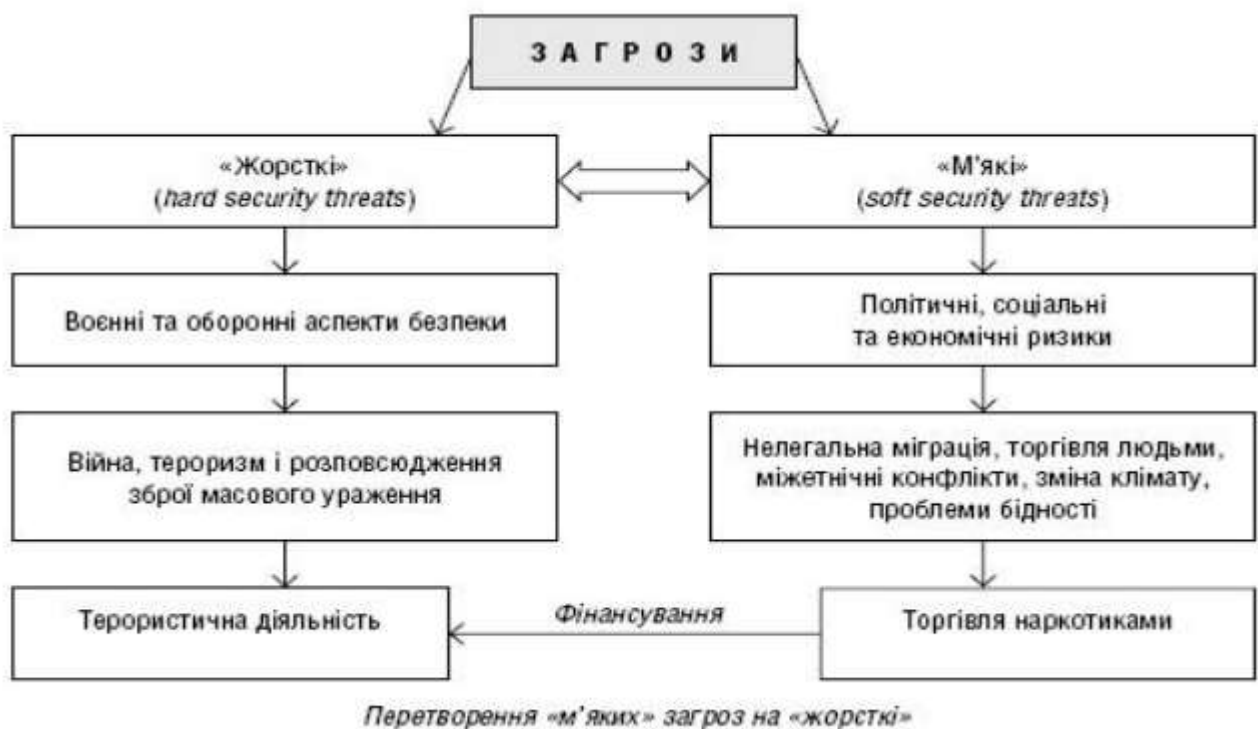 З А Г Р О З И
«Жорсткі»
(hard security threats)
«М'які»
(soft security threats)
Воєнні та оборонні аспекти безпеки
Політичні, соціальні
та економічні ризики
Війна, тероризм і розповсюдження
зброї масового ураження
Нелегальна міграція, торгівля людьми,
міжетнічні конфлікти, зміна клімату,
проблеми бідності
Терористична діяльність
Фінансування
Торгівля наркотиками
Перетворення «м'яких» загроз на «жорсткі»